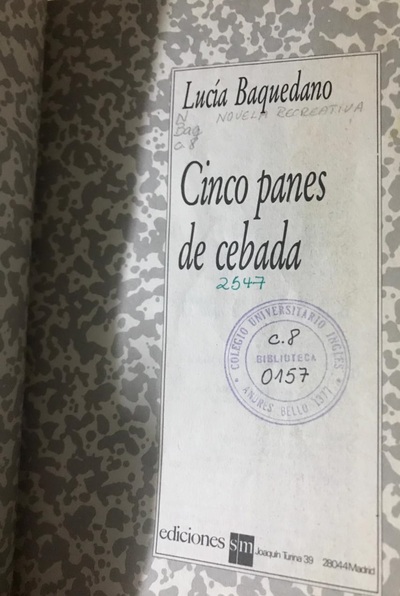 Lucía Baquedano
N NOVELA RECREATIVA
Baq
c.8
Cinco panes
de cebada
2547
COLEGIO UNIVERSITARIO INGLES
c.8
BIBLIOTECA
0157
ANDRES BELLO 1371
ediciones sm Joaquín Turina 39 28044 Madrid